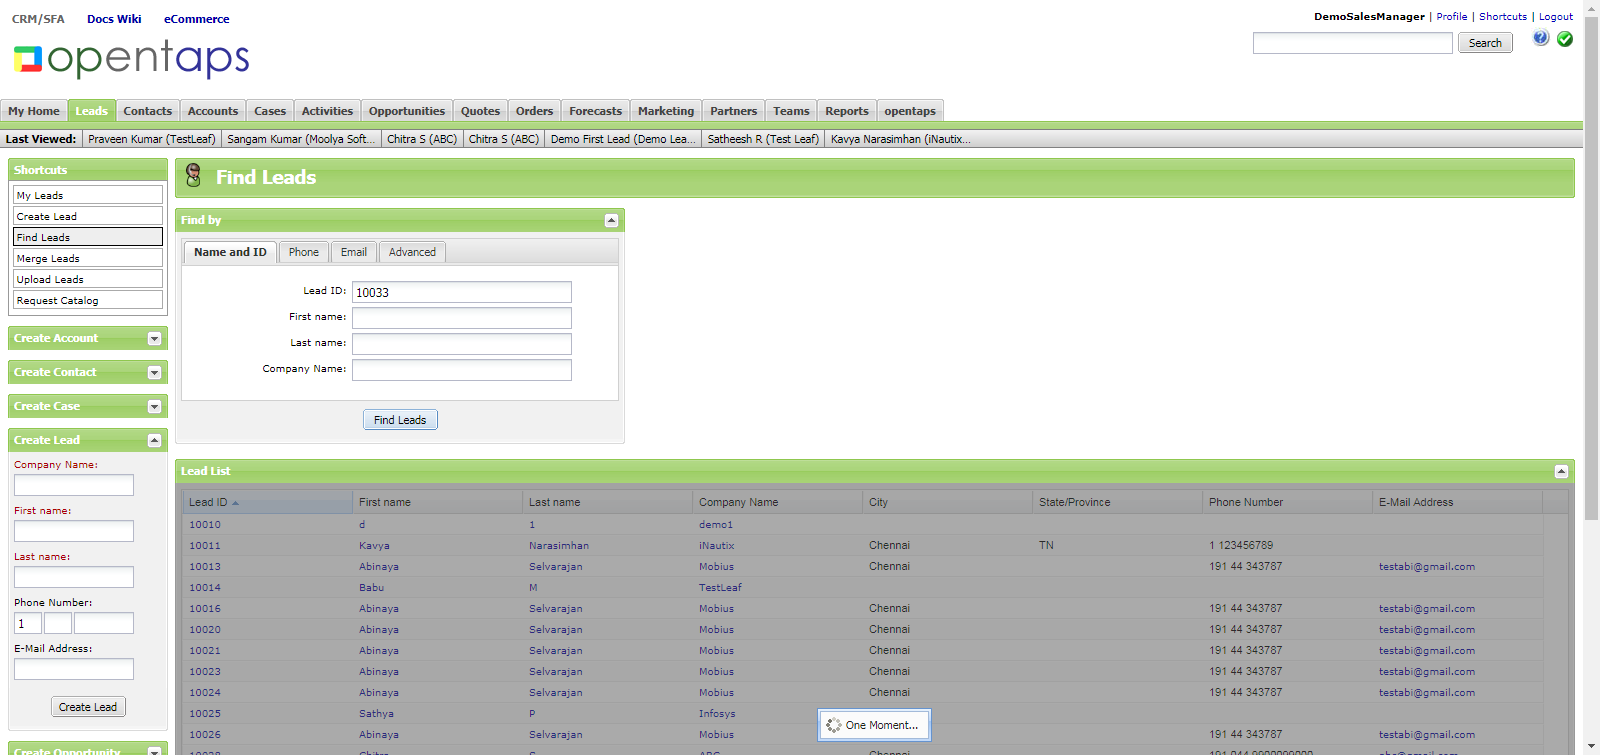 CRM/SFA Docs Wiki eCommerce
DemoSalesManager | Profile | Shortcuts | Logout
opentaps
Search
My Home Leads Contacts Accounts Cases Activities Opportunities Quotes Orders Forecasts Marketing Partners Teams Reports opentaps
Last Viewed: Praveen Kumar (TestLeaf) Sangam Kumar (Moolya Soft... Chitra S (ABC) Chitra S (ABC) Demo First Lead (Demo Lea... Satheesh R (Test Leaf) Kavya Narasimhan (iNautix...
Shortcuts
My Leads
Create Lead
Find Leads
Merge Leads
Upload Leads
Request Catalog
Create Account
Create Contact
Create Case
Create Lead
Company Name:
First name:
Last name:
Phone Number:
1
E-Mail Address:
Create Lead
Create Opportunity
Find Leads
Find by
Name and ID Phone Email Advanced
Lead ID: 10033
First name:
Last name:
Company Name:
Find Leads
Lead List
Lead ID First name Last name Company Name City State/Province Phone Number E-Mail Address
10010 d 1 demo1
10011 Kavya Narasimhan iNautix Chennai TN 1 123456789
10013 Abinaya Selvarajan Mobius Chennai 191 44 343787 testabi@gmail.com
10014 Babu M TestLeaf
10016 Abinaya Selvarajan Mobius Chennai 191 44 343787 testabi@gmail.com
10020 Abinaya Selvarajan Mobius Chennai 191 44 343787 testabi@gmail.com
10021 Abinaya Selvarajan Mobius Chennai 191 44 343787 testabi@gmail.com
10023 Abinaya Selvarajan Mobius Chennai 191 44 343787 testabi@gmail.com
10024 Abinaya Selvarajan Mobius Chennai 191 44 343787 testabi@gmail.com
10025 Sathya P Infosys
10026 Abinaya Selvarajan Mobius 191 44 343787 testabi@gmail.com
One Moment...